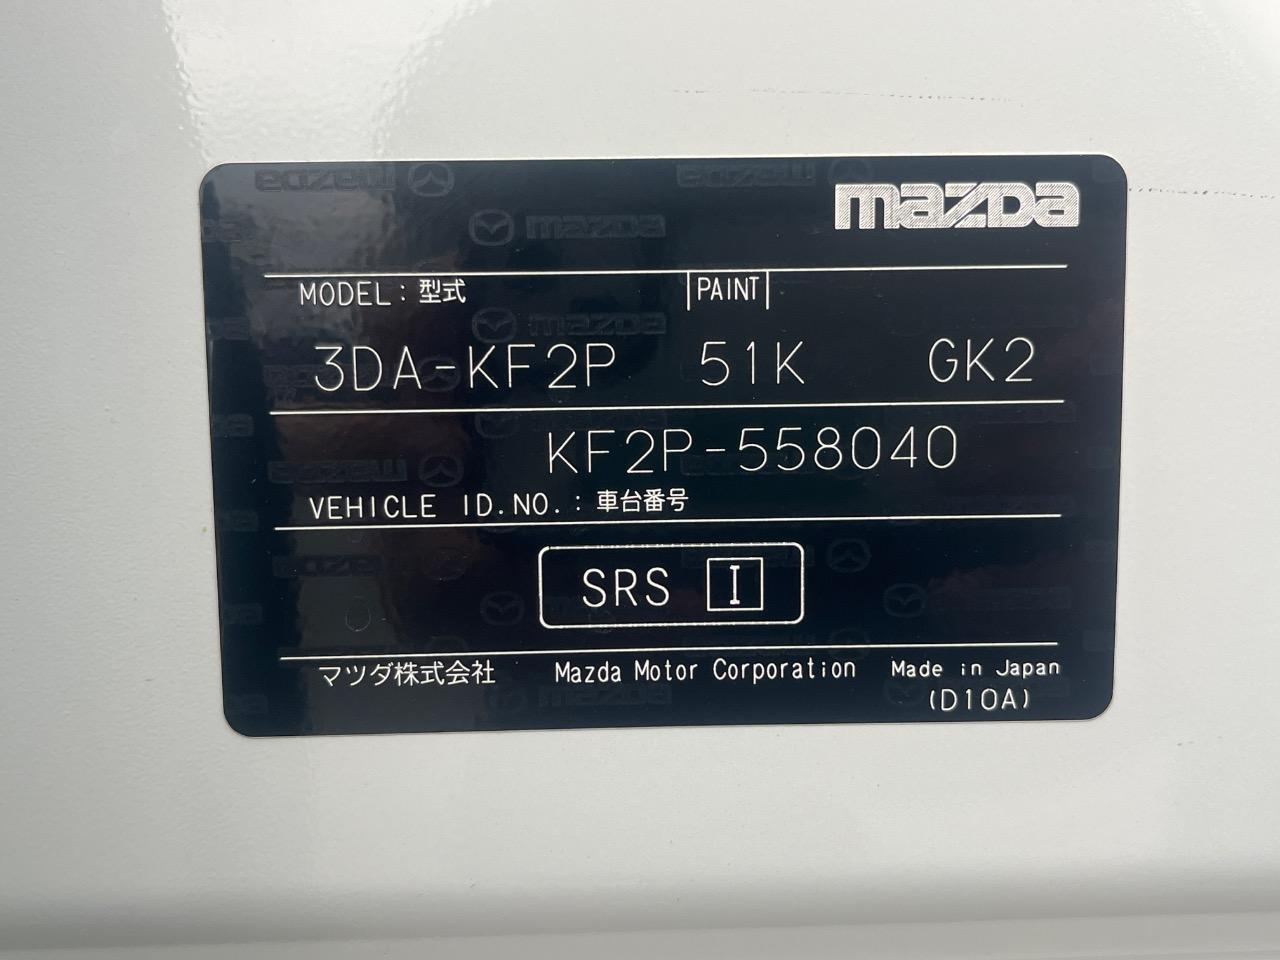 mazda
MODEL : 型式 PAINT
3DA-KF2P 51K GK2
KF2P-558040
VEHICLE ID.NO. : 車台番号
SRS I
マツダ株式会社 Mazda Motor Corporation Made in Japan
(D10A)